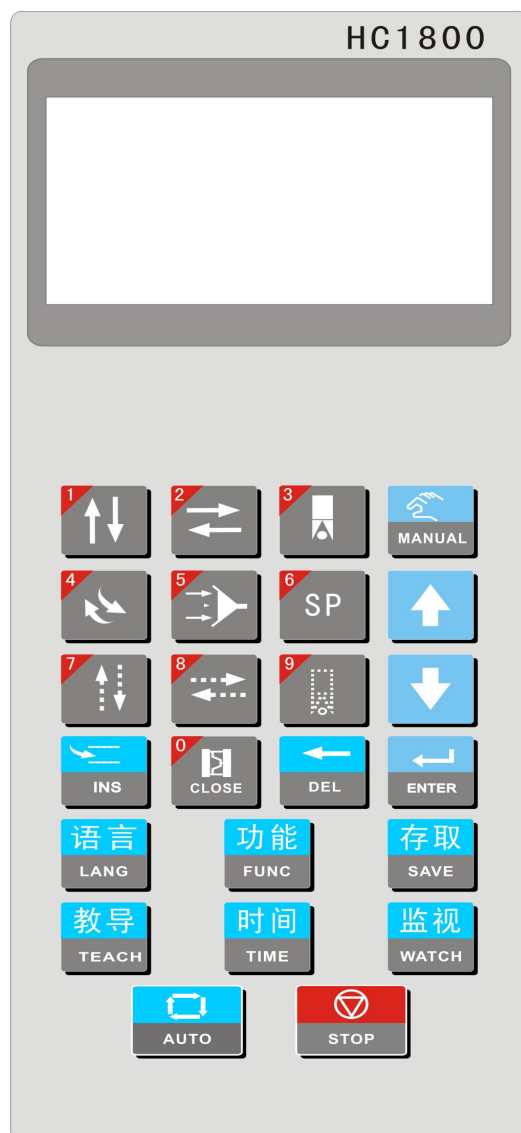 HC1800
1 2 3
MANUAL
4 5 6
SP
7 8 9
INS
0
CLOSE
DEL
ENTER
语言 功能 存取
LANG FUNC SAVE
教导 时间 监视
TEACH TIME WATCH
AUTO STOP